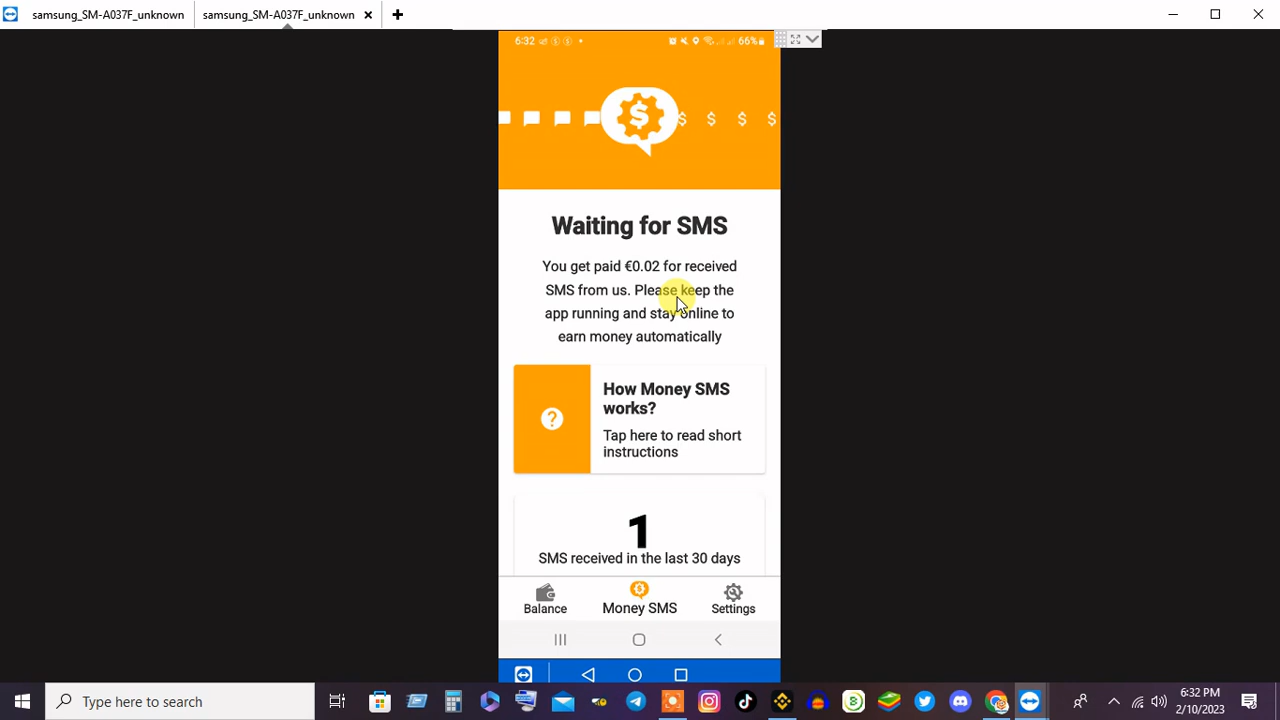 samsung_SM-A037F_unknown
samsung_SM-A037F_unknown
6:32
66%
$ $ $ $ $
Waiting for SMS
You get paid €0.02 for received
SMS from us. Please keep the
app running and stay online to
earn money automatically
How Money SMS
works?
Tap here to read short
instructions
1
SMS received in the last 30 days
Balance
Money SMS
Settings
Type here to search
6:32 PM
2/10/2023